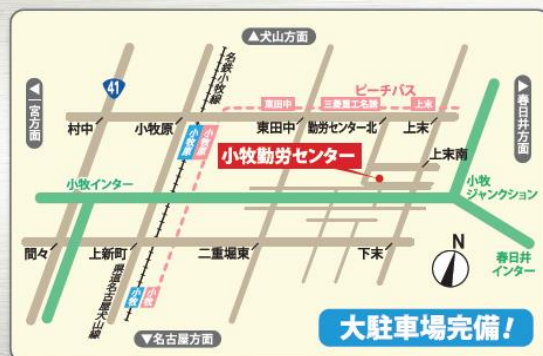 ▲犬山方面
名鉄小牧線
41
ピーチバス
東田中
三菱重工名誘
上末
◀一宮方面
▶春日井方面
村中
小牧原
小牧原
小牧原
東田中
勤労センター北
上末
上末南
小牧勤労センター
小牧インター
小牧
ジャンクション
間々
上新町
二重堀東
下末
N
春日井
インター
県道名古屋犬山線
小牧
小牧
▼名古屋方面
大駐車場完備!